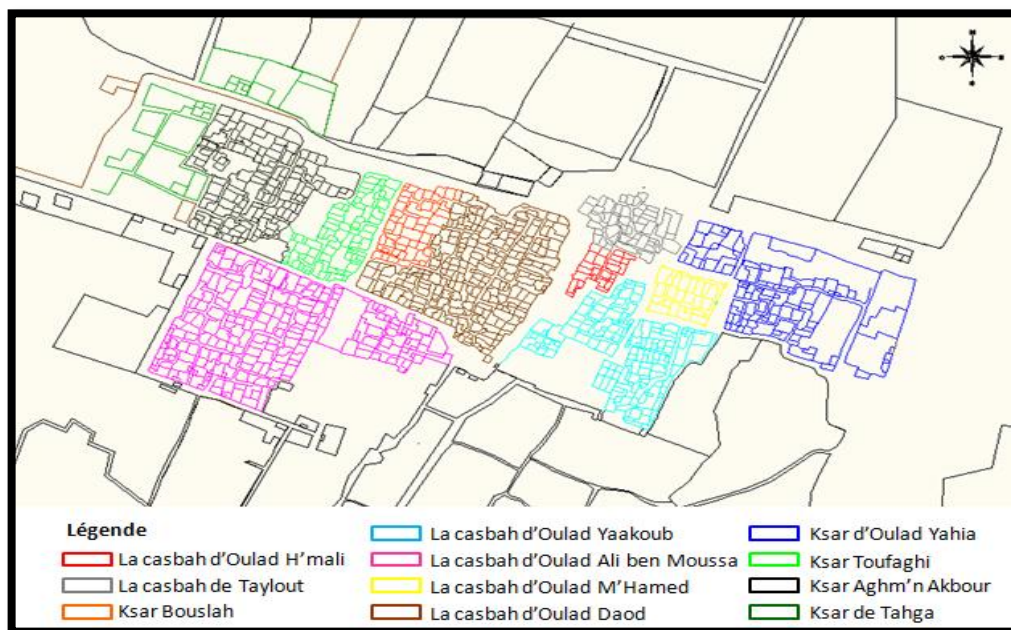 Légende
La casbah d'Oulad H'mali
La casbah de Taylout
Ksar Bouslah
La casbah d'Oulad Yaakoub
La casbah d'Oulad Ali ben Moussa
La casbah d'Oulad M'Hamed
La casbah d'Oulad Daod
Ksar d'Oulad Yahia
Ksar Toufaghi
Ksar Aghm'n Akbour
Ksar de Tahga